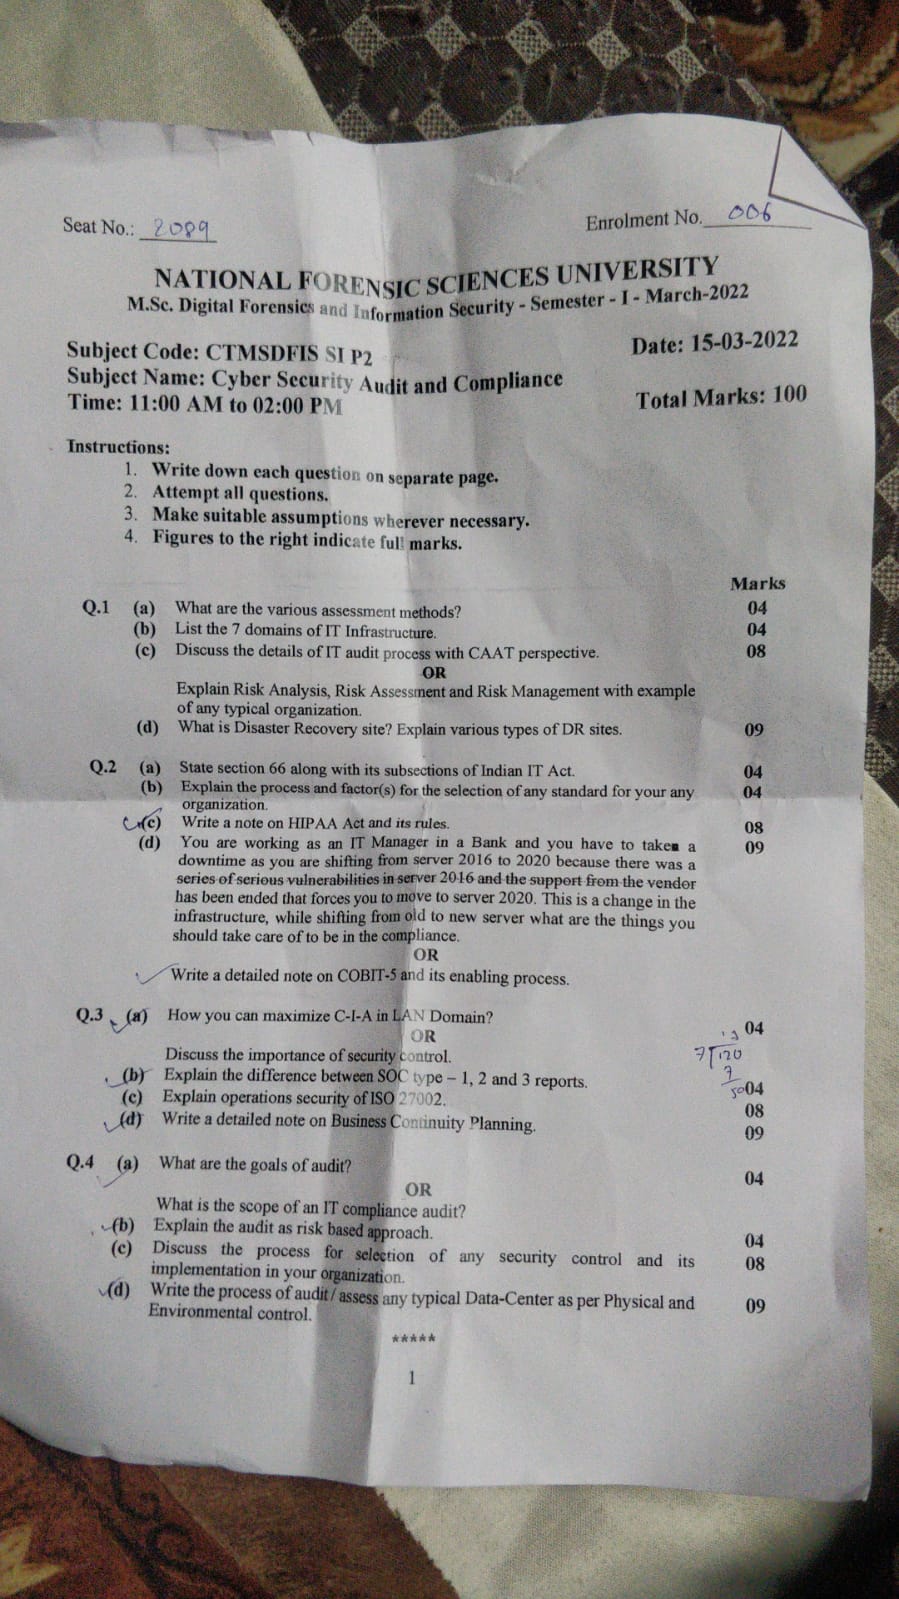 Seat No.: 2089 Enrolment No. 006
NATIONAL FORENSIC SCIENCES UNIVERSITY
M.Sc. Digital Forensics and Information Security - Semester - I - March-2022
Subject Code: CTMSDFIS SI P2 Date: 15-03-2022
Subject Name: Cyber Security Audit and Compliance
Time: 11:00 AM to 02:00 PM Total Marks: 100
Instructions:
1. Write down each question on separate page.
2. Attempt all questions.
3. Make suitable assumptions wherever necessary.
4. Figures to the right indicate full marks.
Marks
Q.1 (a) What are the various assessment methods? 04
(b) List the 7 domains of IT Infrastructure. 04
(c) Discuss the details of IT audit process with CAAT perspective. 08
OR
Explain Risk Analysis, Risk Assessment and Risk Management with example
of any typical organization.
(d) What is Disaster Recovery site? Explain various types of DR sites. 09
Q.2 (a) State section 66 along with its subsections of Indian IT Act. 04
(b) Explain the process and factor(s) for the selection of any standard for your any 04
organization.
(c) Write a note on HIPAA Act and its rules. 08
(d) You are working as an IT Manager in a Bank and you have to taken a 09
downtime as you are shifting from server 2016 to 2020 because there was a
series of serious vulnerabilities in server 2016 and the support from the vendor
has been ended that forces you to move to server 2020. This is a change in the
infrastructure, while shifting from old to new server what are the things you
should take care of to be in the compliance.
OR
Write a detailed note on COBIT-5 and its enabling process.
Q.3 (a) How you can maximize C-I-A in LAN Domain? 04
OR
Discuss the importance of security control.
7 120
7
(b) Explain the difference between SOC type – 1, 2 and 3 reports. 04
50
(c) Explain operations security of ISO 27002. 08
(d) Write a detailed note on Business Continuity Planning. 09
Q.4 (a) What are the goals of audit? 04
OR
What is the scope of an IT compliance audit?
(b) Explain the audit as risk based approach. 04
(c) Discuss the process for selection of any security control and its 08
implementation in your organization.
(d) Write the process of audit / assess any typical Data-Center as per Physical and 09
Environmental control.
*****
1